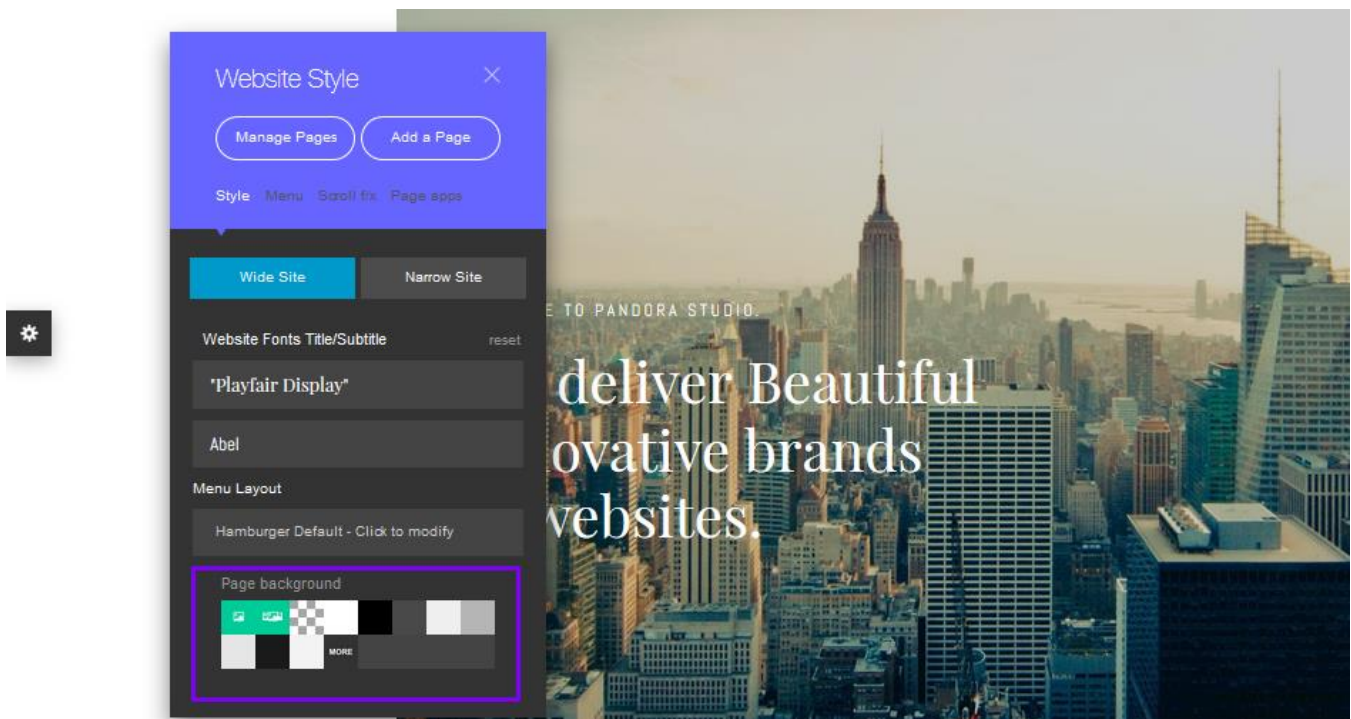 Website Style
Manage Pages Add a Page
Style Menu Scroll f/x Page apps
Wide Site Narrow Site
Website Fonts Title/Subtitle reset
"Playfair Display"
Abel
Menu Layout
Hamburger Default - Click to modify
Page background
MORE
E TO PANDORA STUDIO.
deliver Beautiful
ovative brands
websites.